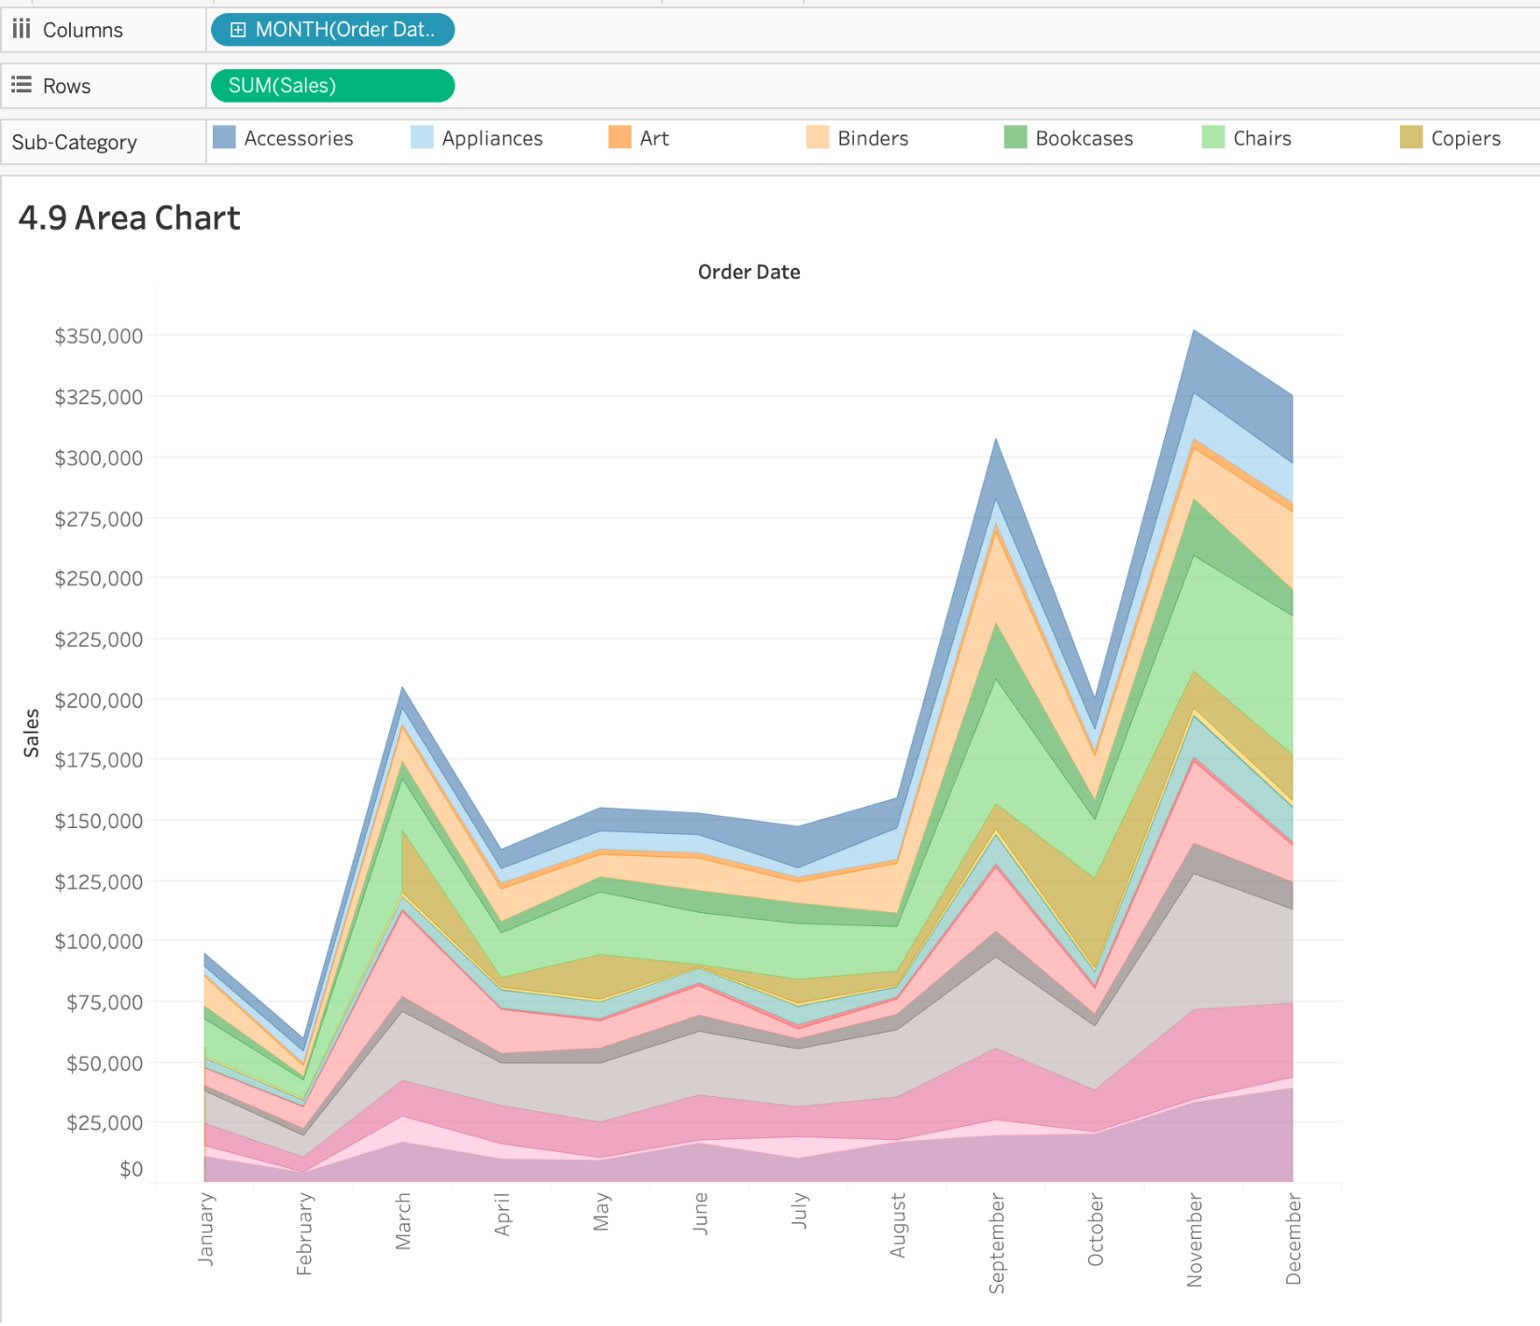 Columns MONTH(Order Dat..
Rows SUM(Sales)
Sub-Category Accessories Appliances Art Binders Bookcases Chairs Copiers
4.9 Area Chart
Order Date
$350,000
$325,000
$300,000
$275,000
$250,000
$225,000
$200,000
$175,000
$150,000
$125,000
$100,000
$75,000
$50,000
$25,000
$0
Sales
January
February
March
April
May
June
July
August
September
October
November
December